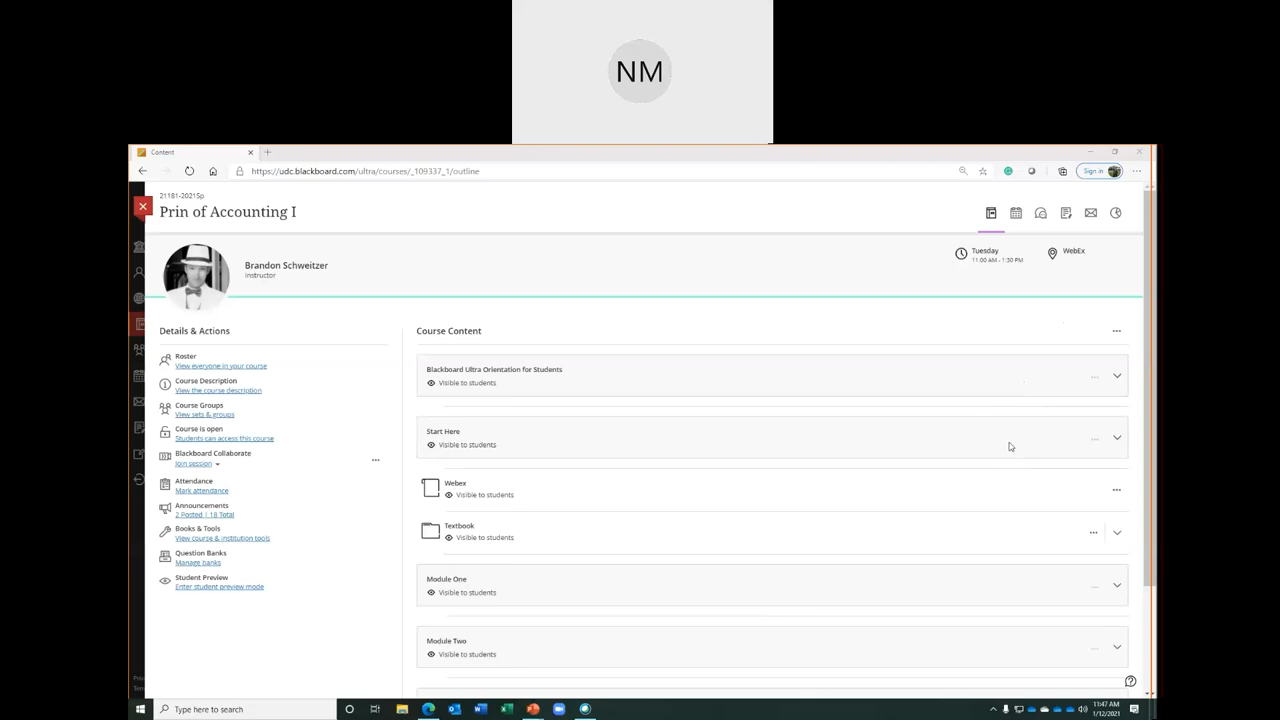 NM
Content
https://udc.blackboard.com/ultra/courses/_109337_1/outline
Sign in
21181-2021Sp
Prin of Accounting I
Brandon Schweitzer
Instructor
Tuesday
11:00 AM - 1:30 PM
WebEx
Details & Actions
Roster
View everyone in your course
Course Description
View the course description
Course Groups
View sets & groups
Course is open
Students can access this course
Blackboard Collaborate
Join session
Attendance
Mark attendance
Announcements
2 Posted | 18 Total
Books & Tools
View course & institution tools
Question Banks
Manage banks
Student Preview
Enter student preview mode
Course Content
Blackboard Ultra Orientation for Students
Visible to students
Start Here
Visible to students
Webex
Visible to students
Textbook
Visible to students
Module One
Visible to students
Module Two
Visible to students
Type here to search
11:47 AM
1/12/2021